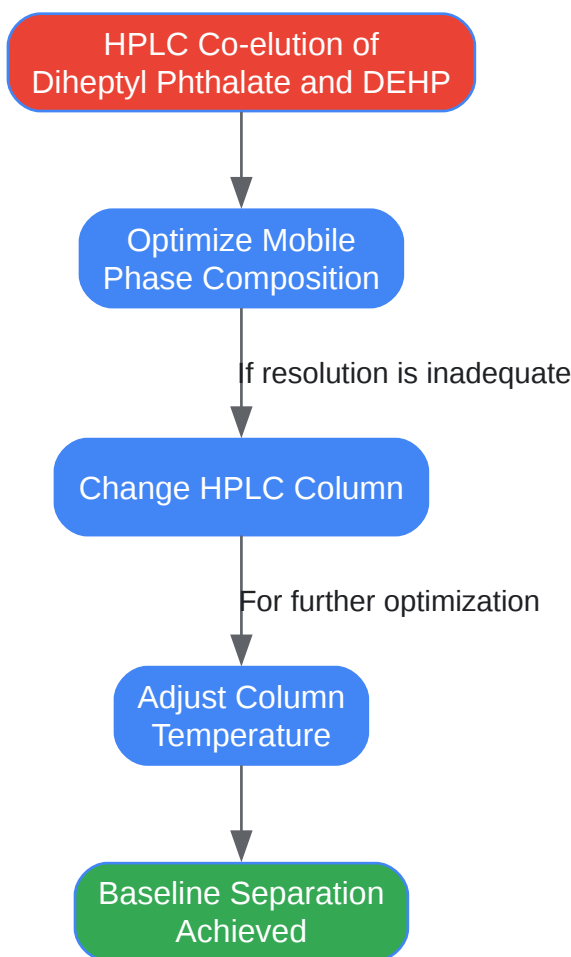 HPLC Co-elution of
Diheptyl Phthalate and DEHP
Optimize Mobile
Phase Composition
If resolution is inadequate
Change HPLC Column
For further optimization
Adjust Column
Temperature
Baseline Separation
Achieved